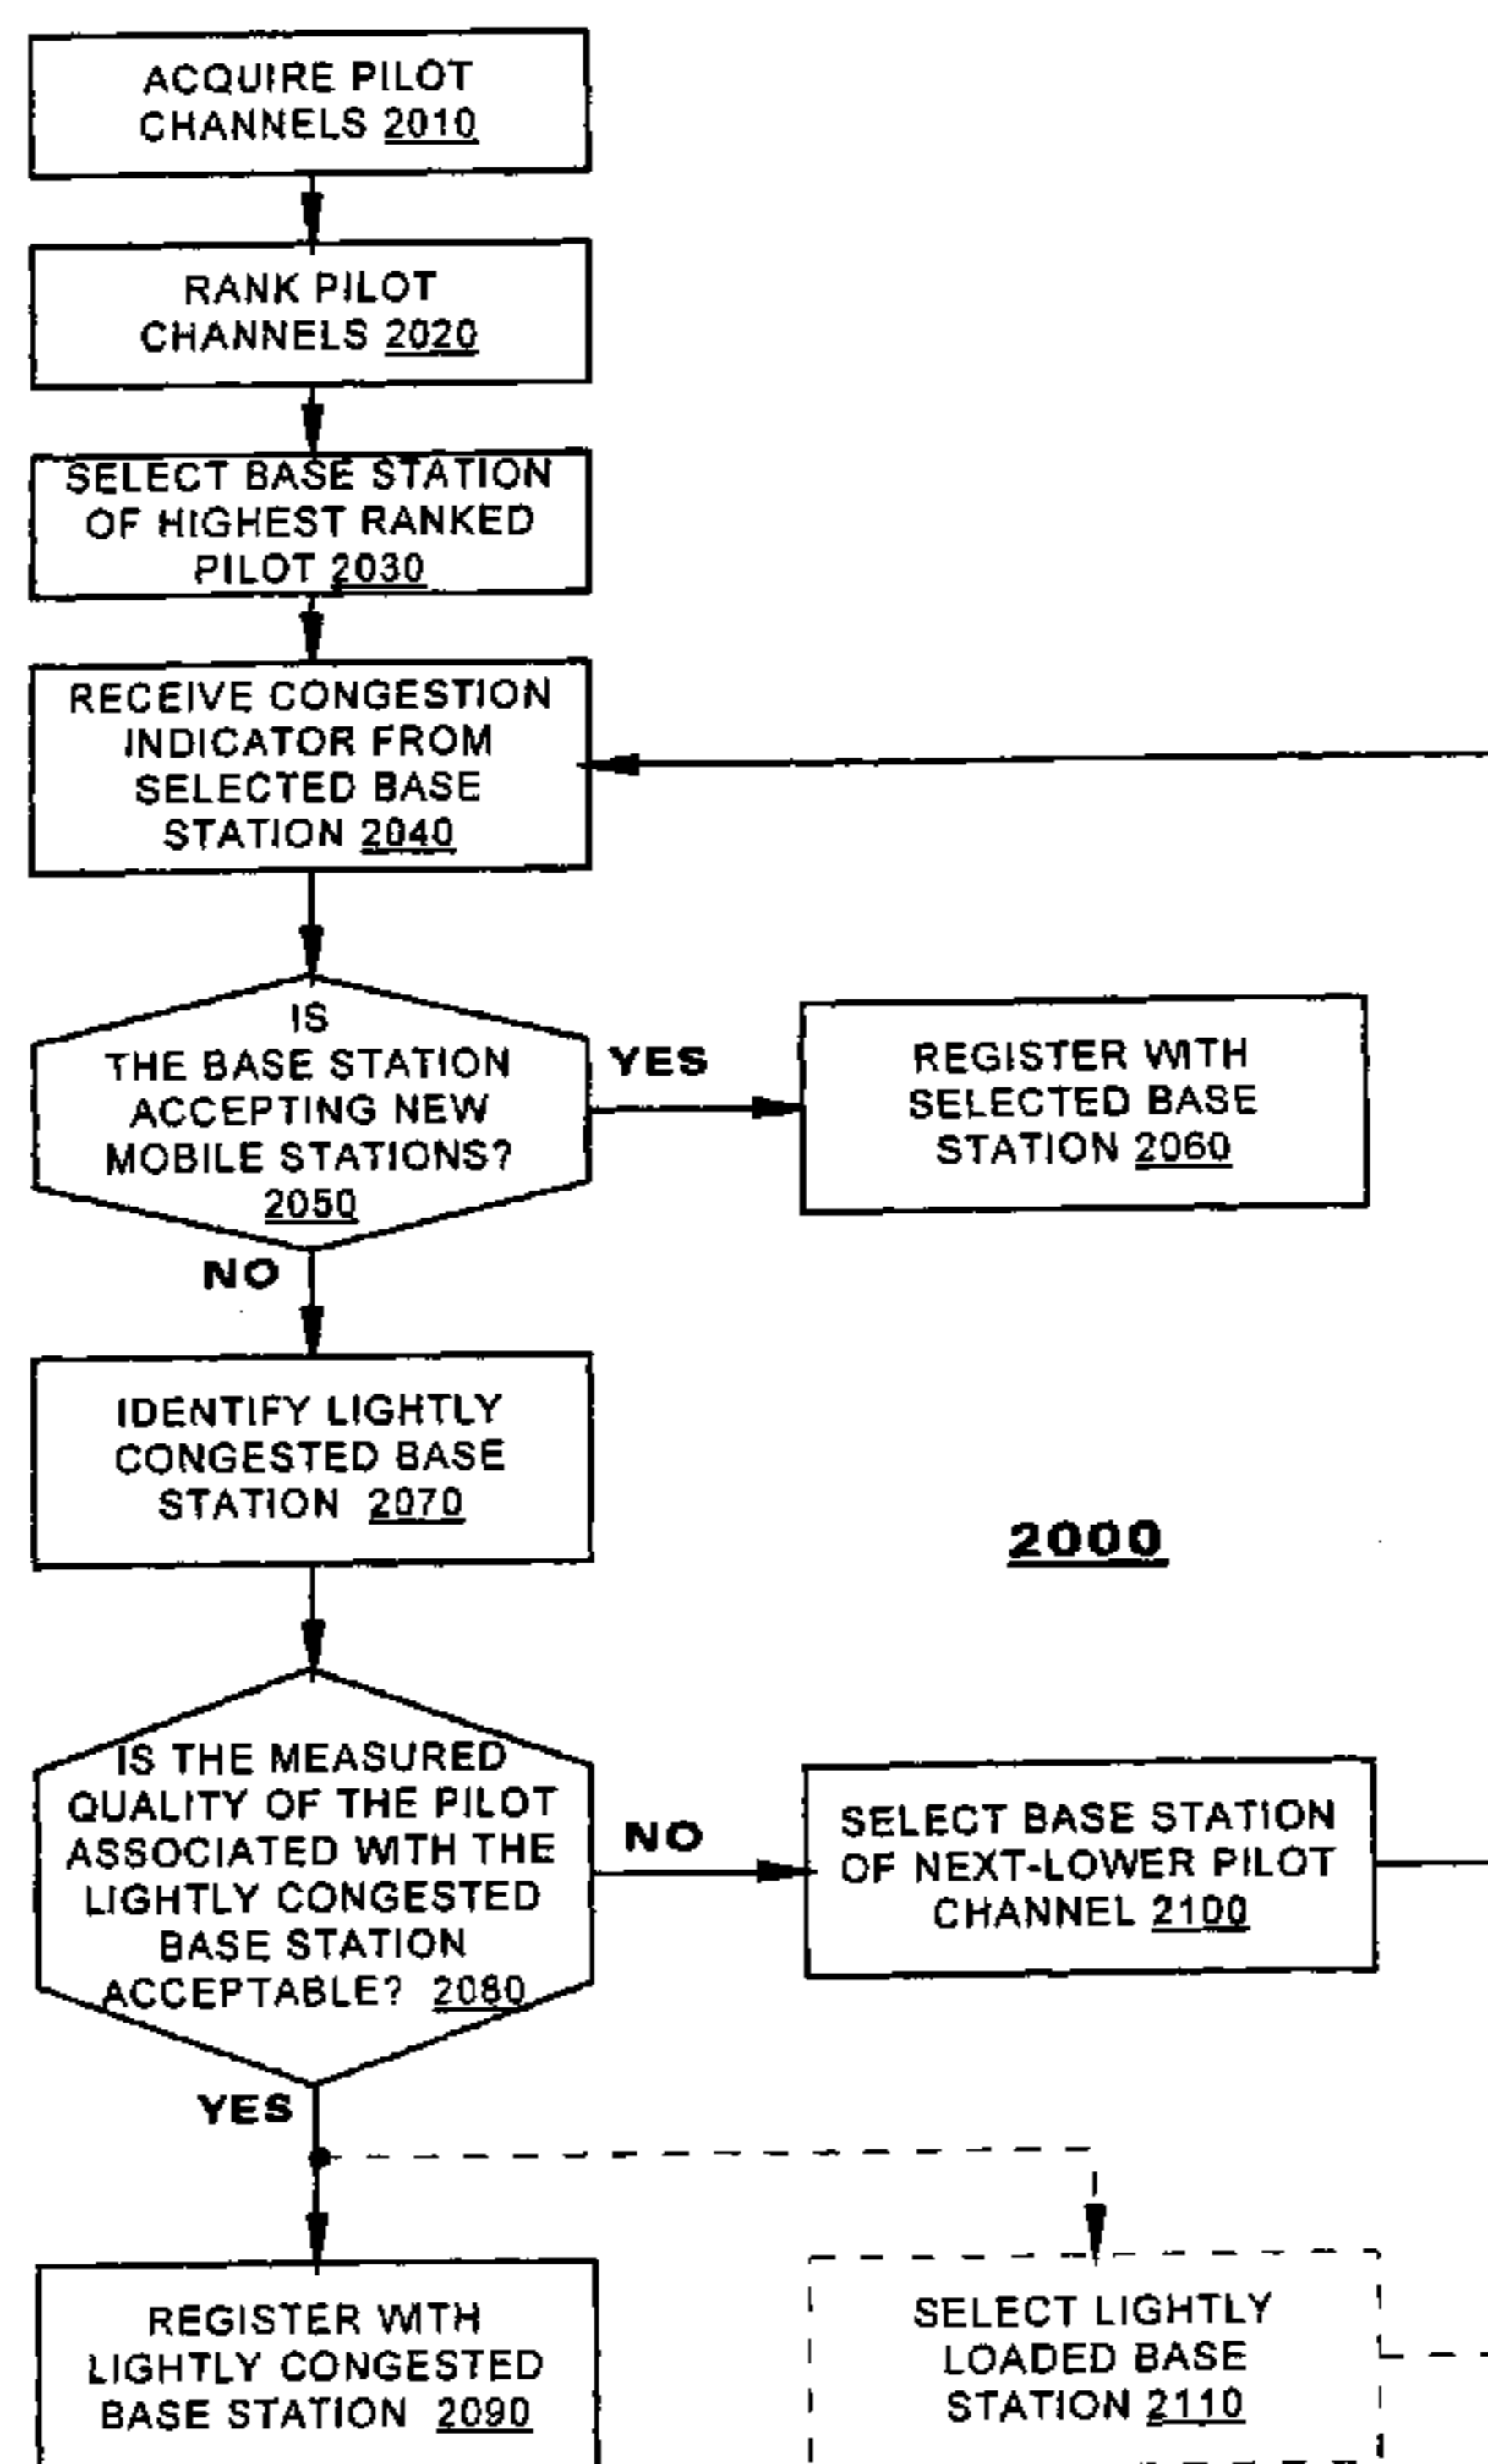 ACQUIRE PILOT
CHANNELS 2010
RANK PILOT
CHANNELS 2020
SELECT BASE STATION
OF HIGHEST RANKED
PILOT 2030
RECEIVE CONGESTION
INDICATOR FROM
SELECTED BASE
STATION 2040
IS
THE BASE STATION
ACCEPTING NEW
MOBILE STATIONS?
2050
YES
REGISTER WITH
SELECTED BASE
STATION 2060
NO
IDENTIFY LIGHTLY
CONGESTED BASE
STATION 2070
2000
IS THE MEASURED
QUALITY OF THE PILOT
ASSOCIATED WITH THE
LIGHTLY CONGESTED
BASE STATION
ACCEPTABLE? 2080
NO
SELECT BASE STATION
OF NEXT-LOWER PILOT
CHANNEL 2100
YES
REGISTER WITH
LIGHTLY CONGESTED
BASE STATION 2090
SELECT LIGHTLY
LOADED BASE
STATION 2110